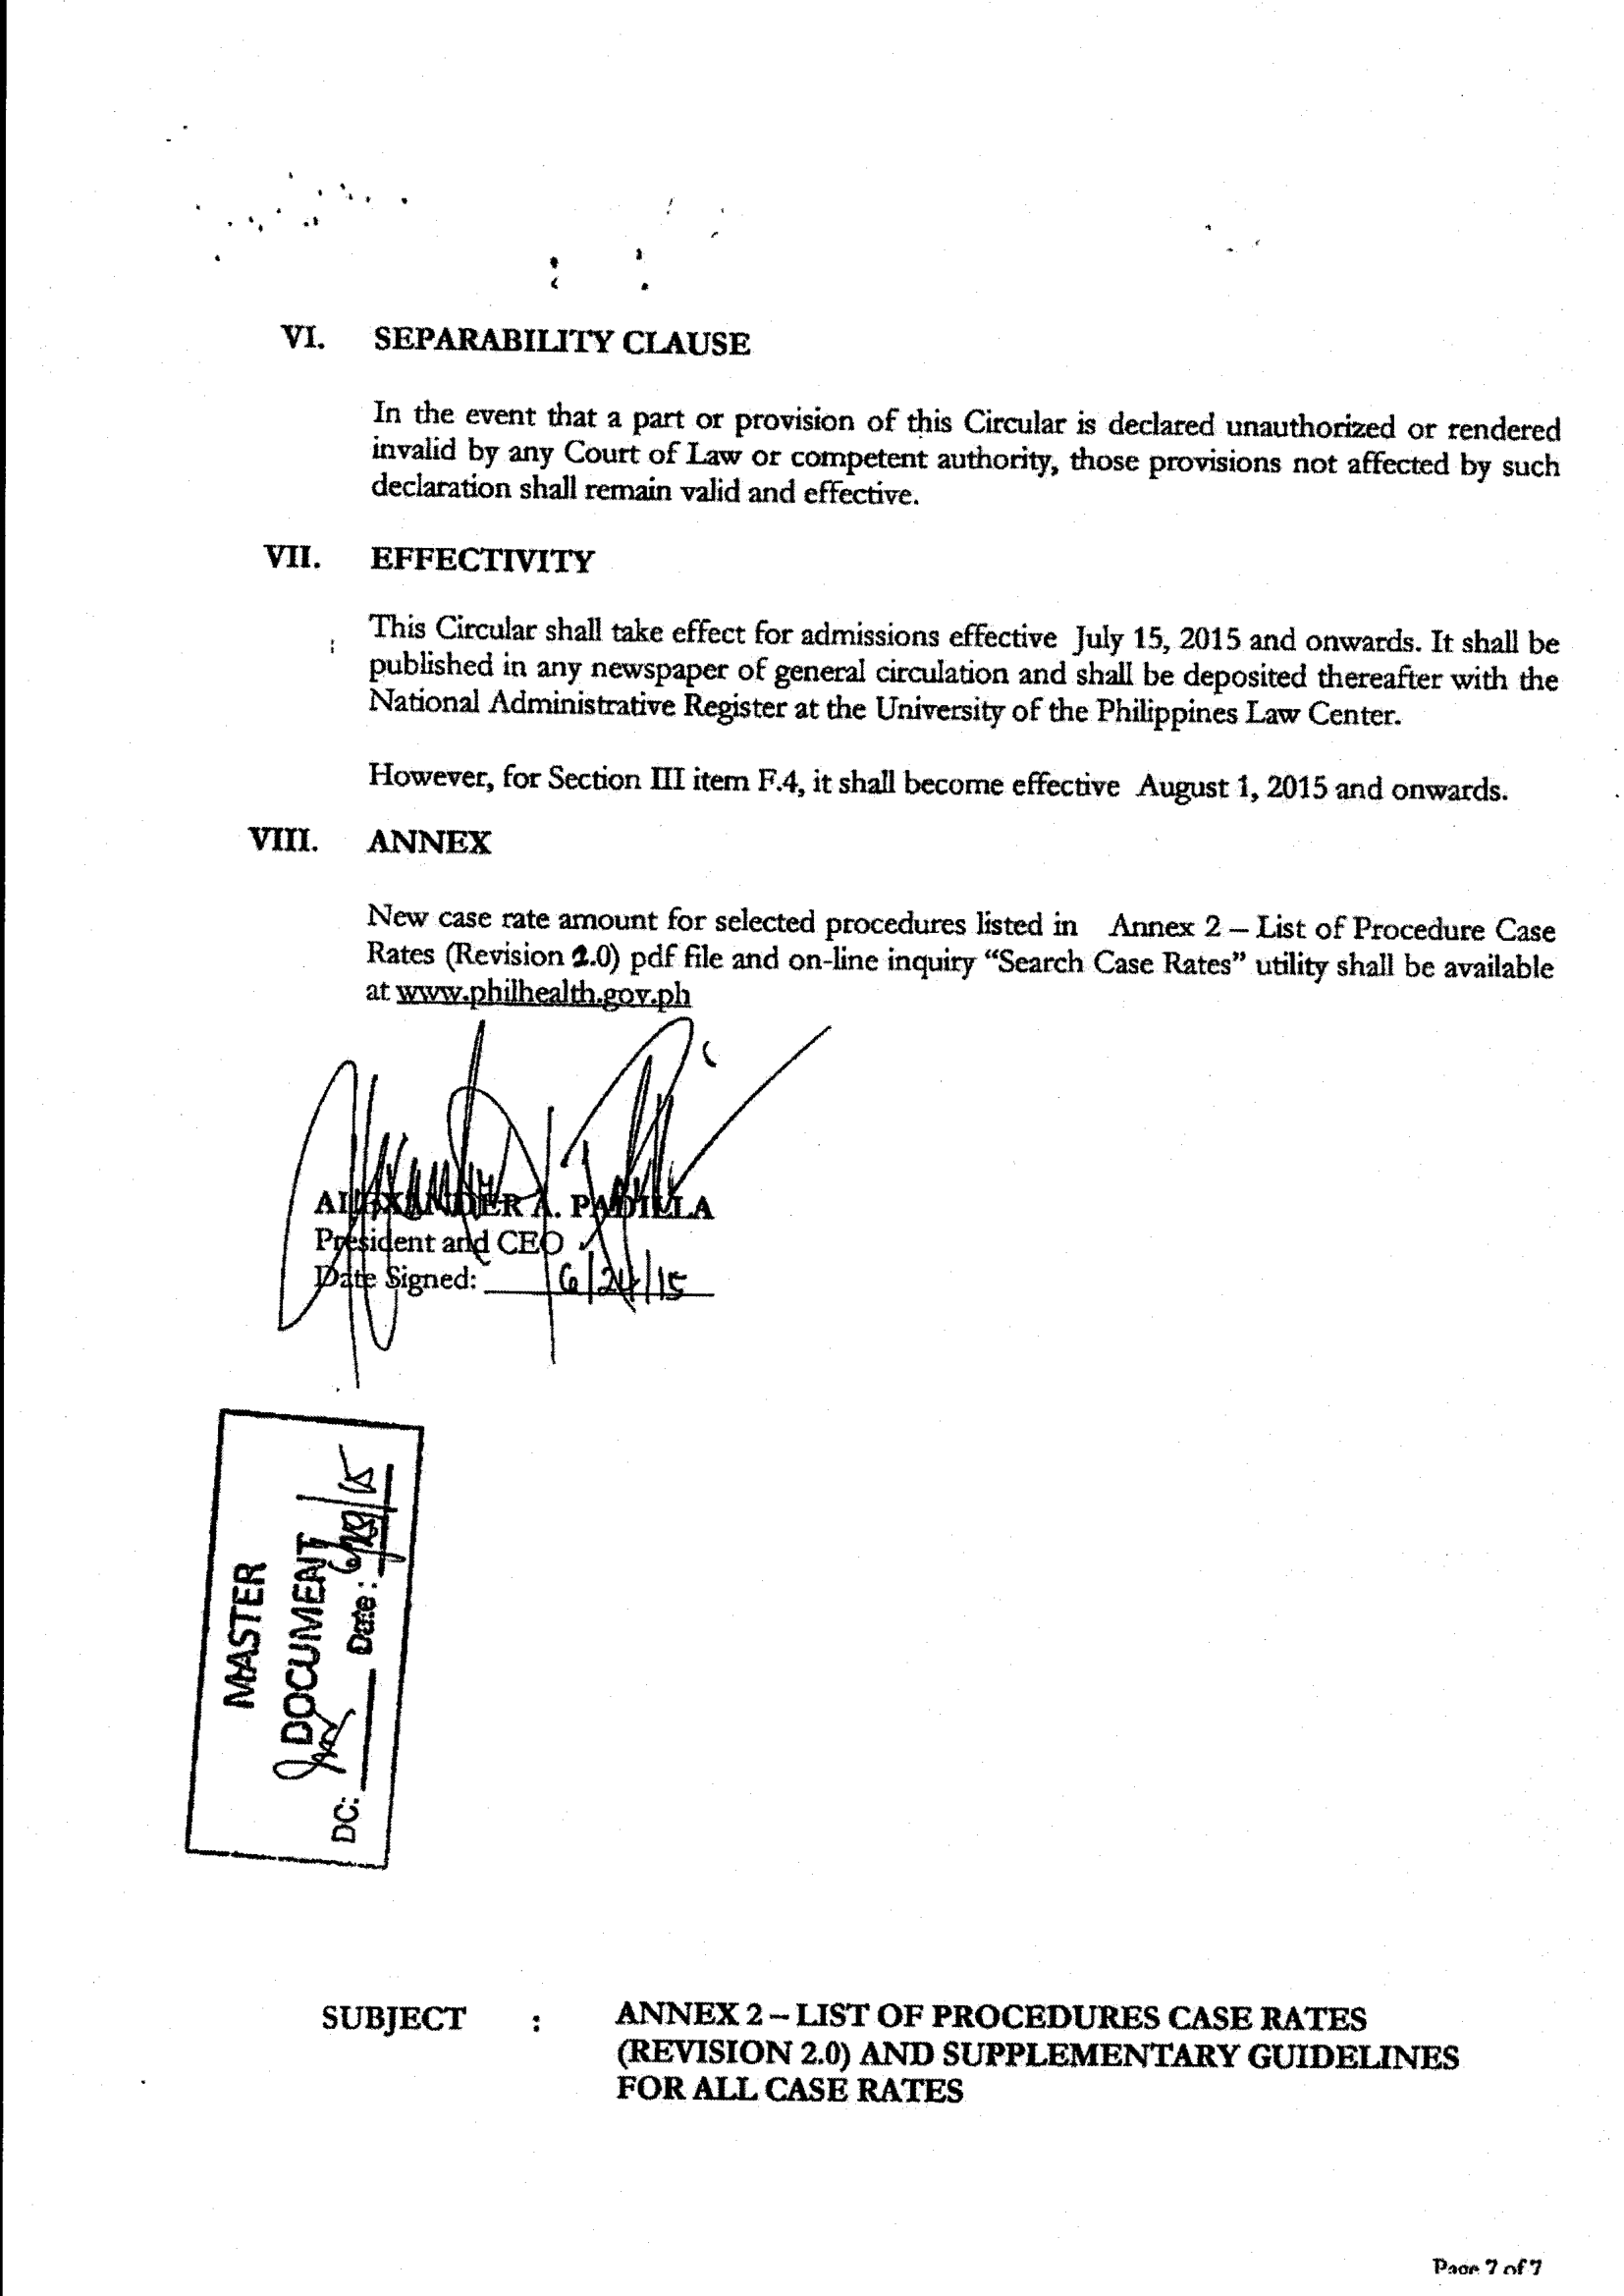 VI. SEPARABILITY CLAUSE
In the event that a part or provision of this Circular is declared unauthorized or rendered
invalid by any Court of Law or competent authority, those provisions not affected by such
declaration shall remain valid and effective.
VII. EFFECTIVITY
This Circular shall take effect for admissions effective July 15, 2015 and onwards. It shall be
published in any newspaper of general circulation and shall be deposited thereafter with the
National Administrative Register at the University of the Philippines Law Center.
However, for Section III item F.4, it shall become effective August 1, 2015 and onwards.
VIII. ANNEX
New case rate amount for selected procedures listed in Annex 2 – List of Procedure Case
Rates (Revision 2.0) pdf file and on-line inquiry “Search Case Rates” utility shall be available
at www.philhealth.gov.ph
ALEXANDER A. PADILLA
President and CEO
Date Signed: 6/24/15
MASTER
DOCUMENT
DC: Date:
SUBJECT : ANNEX 2 – LIST OF PROCEDURES CASE RATES
(REVISION 2.0) AND SUPPLEMENTARY GUIDELINES
FOR ALL CASE RATES
Page 7 of 7